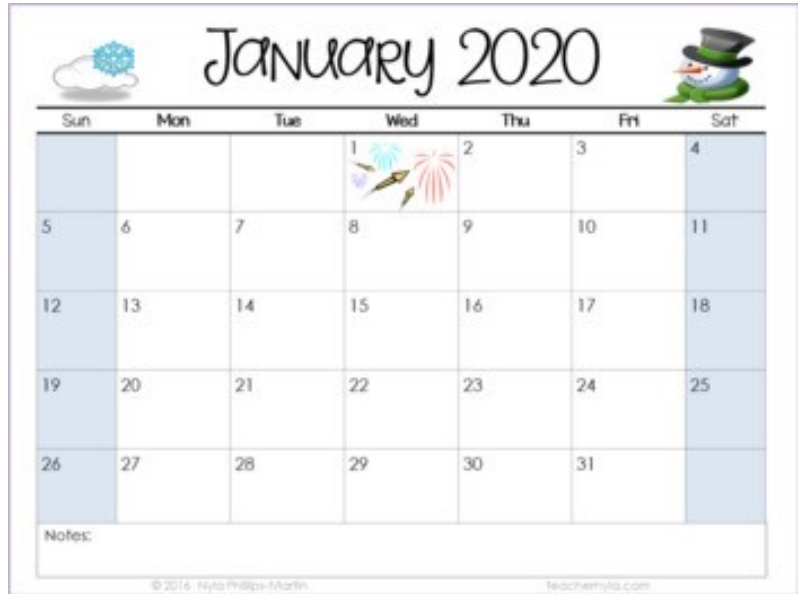 January 2020
Sun Mon Tue Wed Thu Fri Sat
1 2 3 4
5 6 7 8 9 10 11
12 13 14 15 16 17 18
19 20 21 22 23 24 25
26 27 28 29 30 31
Notes:
© 2016 Nyla Phillips-Martin teachernyla.com